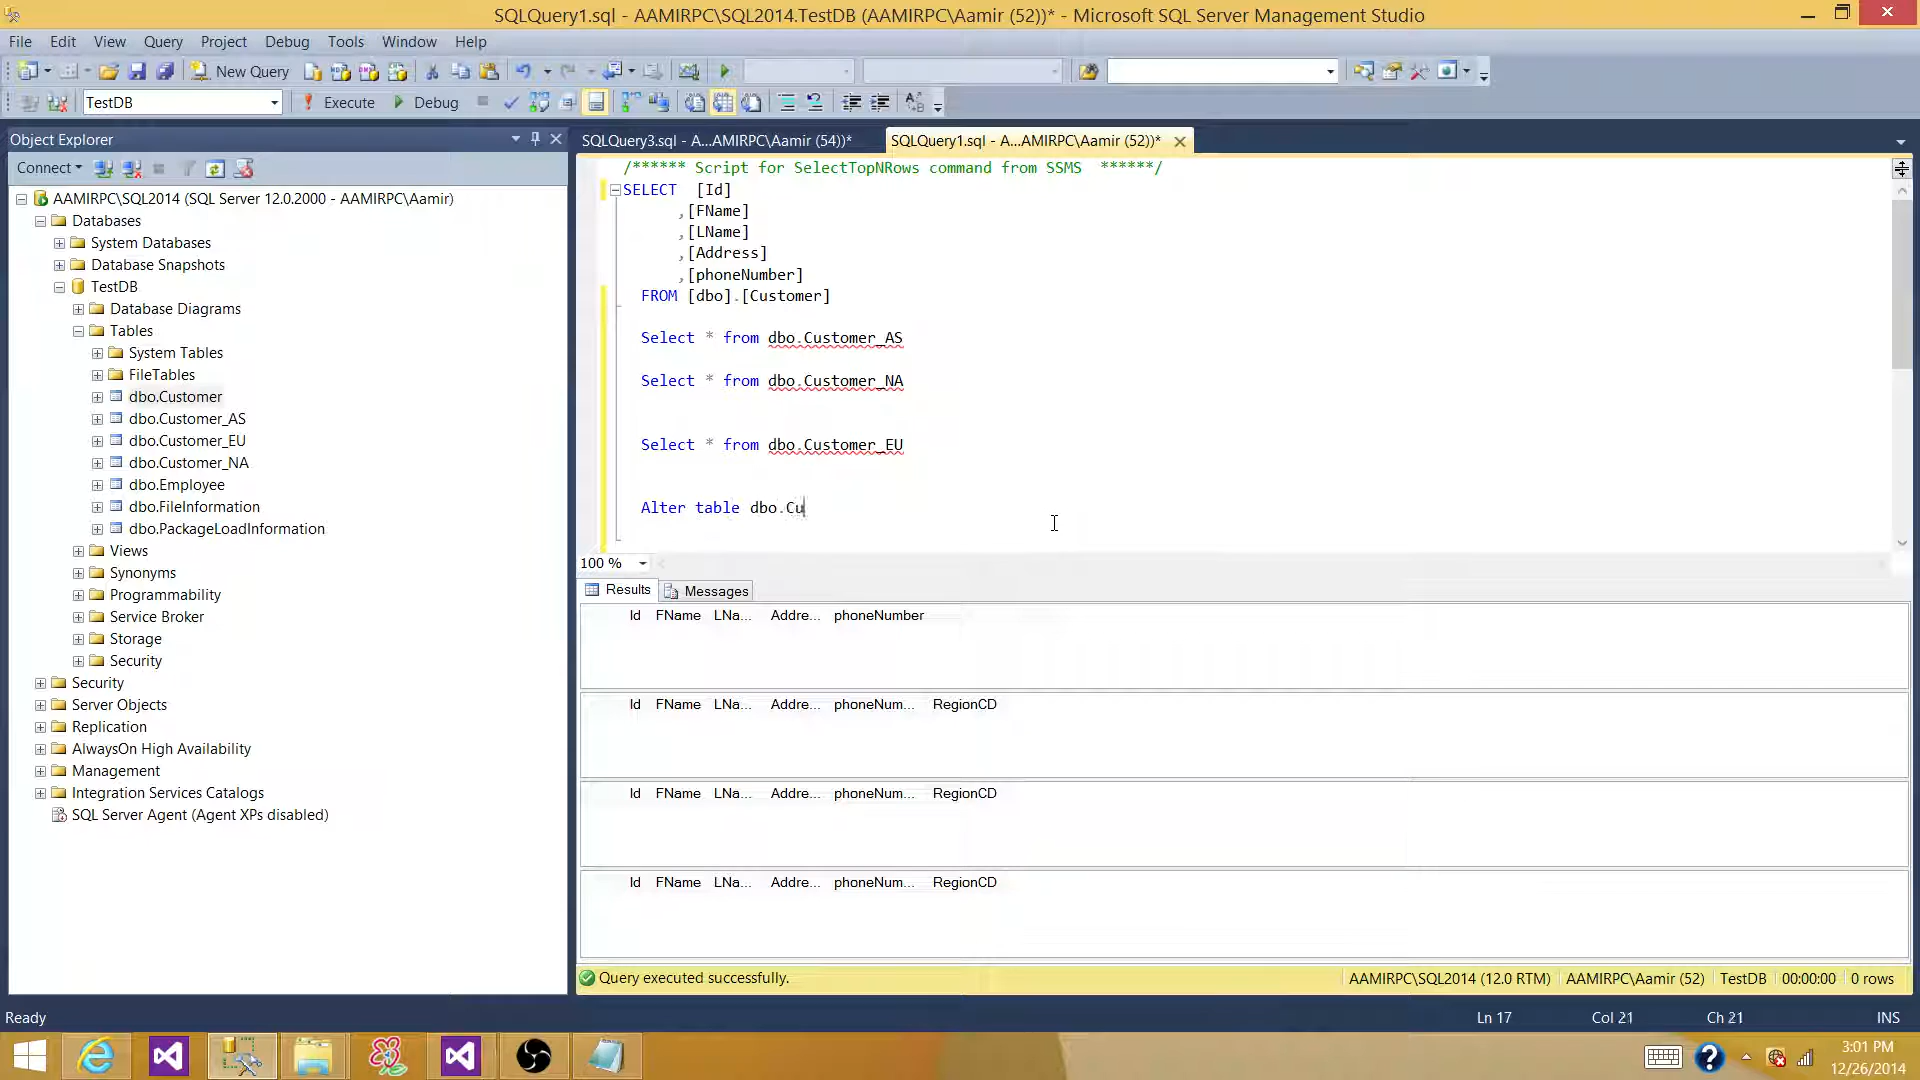 SQLQuery1.sql - AAMIRPC\SQL2014.TestDB (AAMIRPC\Aamir (52))* - Microsoft SQL Server Management Studio
File Edit View Query Project Debug Tools Window Help
New Query
TestDB Execute Debug
Object Explorer
Connect
AAMIRPC\SQL2014 (SQL Server 12.0.2000 - AAMIRPC\Aamir)
Databases
System Databases
Database Snapshots
TestDB
Database Diagrams
Tables
System Tables
FileTables
dbo.Customer
dbo.Customer_AS
dbo.Customer_EU
dbo.Customer_NA
dbo.Employee
dbo.FileInformation
dbo.PackageLoadInformation
Views
Synonyms
Programmability
Service Broker
Storage
Security
Security
Server Objects
Replication
AlwaysOn High Availability
Management
Integration Services Catalogs
SQL Server Agent (Agent XPs disabled)
SQLQuery3.sql - A...AMIRPC\Aamir (54))* SQLQuery1.sql - A...AMIRPC\Aamir (52))*
/****** Script for SelectTopNRows command from SSMS ******/
SELECT [Id]
,[FName]
,[LName]
,[Address]
,[phoneNumber]
FROM [dbo].[Customer]
Select * from dbo.Customer_AS
Select * from dbo.Customer_NA
Select * from dbo.Customer_EU
Alter table dbo.Cu
100 %
Results Messages
Id FName LNa... Addre... phoneNumber
Id FName LNa... Addre... phoneNum... RegionCD
Id FName LNa... Addre... phoneNum... RegionCD
Id FName LNa... Addre... phoneNum... RegionCD
Query executed successfully. AAMIRPC\SQL2014 (12.0 RTM) AAMIRPC\Aamir (52) TestDB 00:00:00 0 rows
Ready Ln 17 Col 21 Ch 21 INS
3:01 PM
12/26/2014